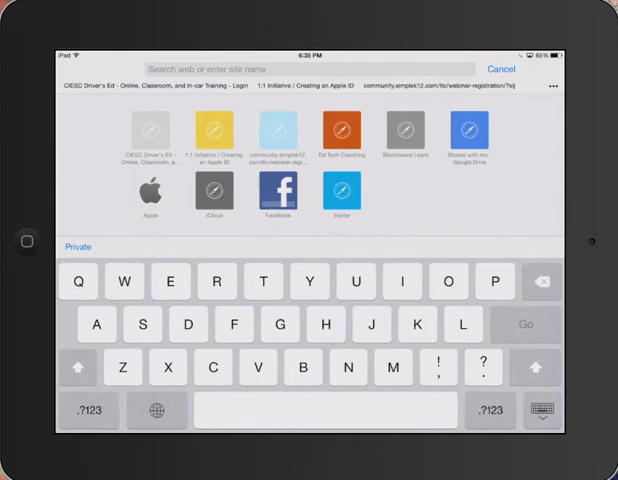 iPad 6:35 PM 65%
Search web or enter site name Cancel
CIESC Driver's Ed - Online, Classroom, and In-car Training - Login 1:1 Initiative / Creating an Apple ID community.simplek12.com/tlc/webinar-registration/?slj •••
CIESC Driver's Ed - Online, Classroom, a...
1:1 Initiative / Creating an Apple ID
community.simplek12.com/tlc/webinar-regi...
Ed Tech Coaching
Blackboard Learn
Shared with me - Google Drive
Apple
iCloud
f
Facebook
Twitter
Private
Q W E R T Y U I O P
A S D F G H J K L Go
Z X C V B N M ! , ? .
.?123 .?123